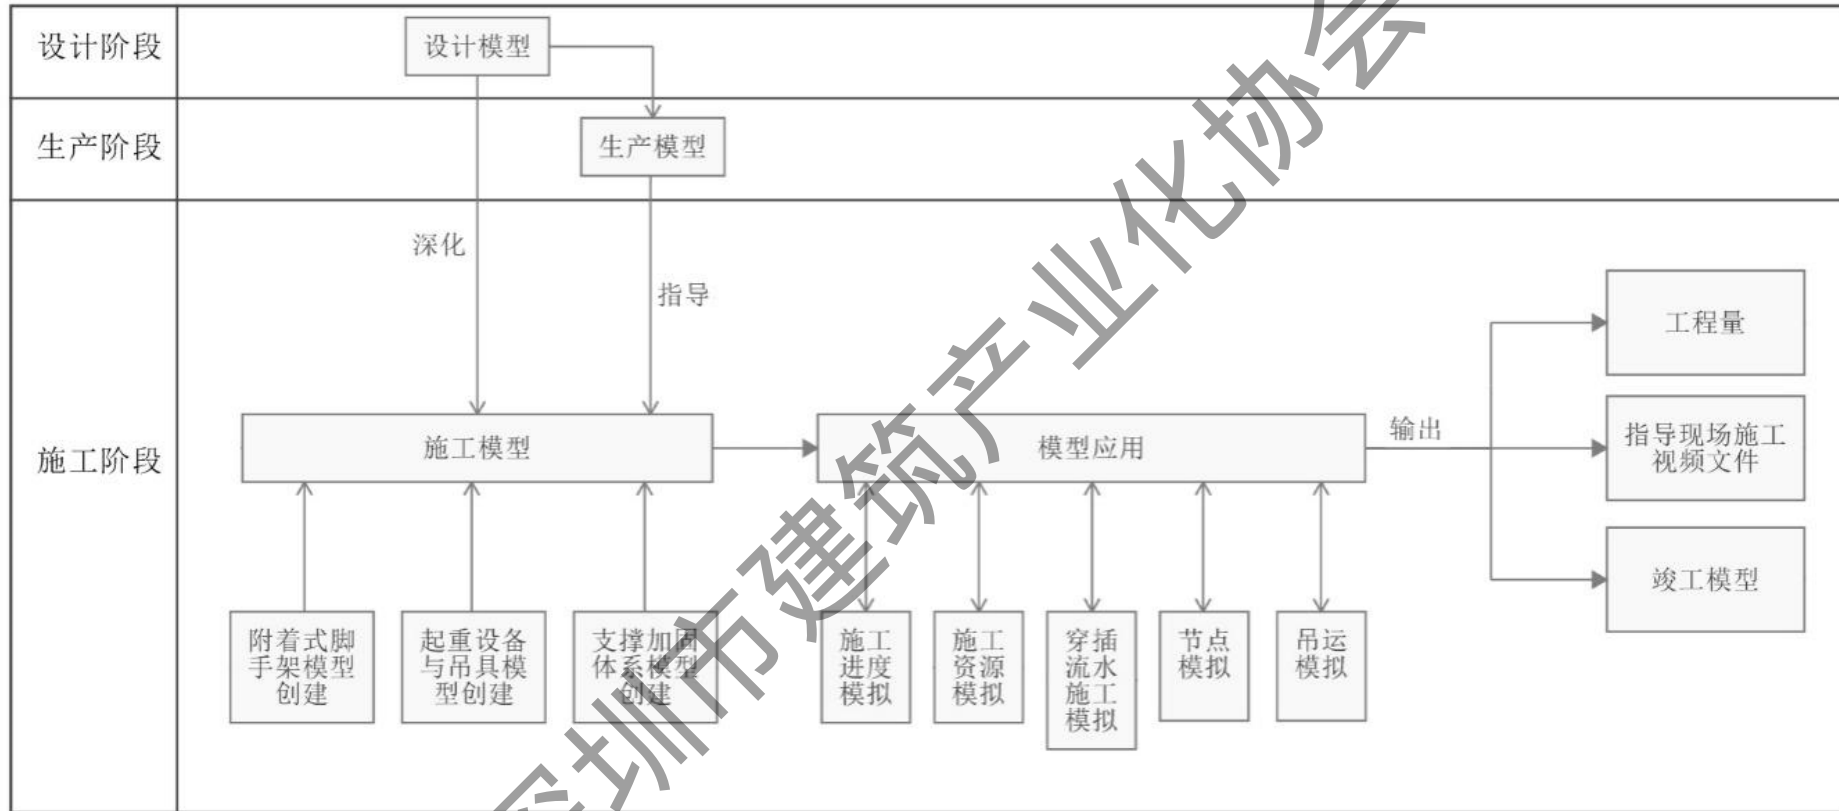 设计阶段
设计模型
生产阶段
生产模型
深化
指导
施工阶段
施工模型
模型应用
输出
工程量
指导现场施工
视频文件
竣工模型
附着式脚
手架模型
创建
起重设备
与吊具模
型创建
支撑加固
体系模型
创建
施工
进度
模拟
施工
资源
模拟
穿插
流水
施工
模拟
节点
模拟
吊运
模拟
深圳市建筑产业化协会